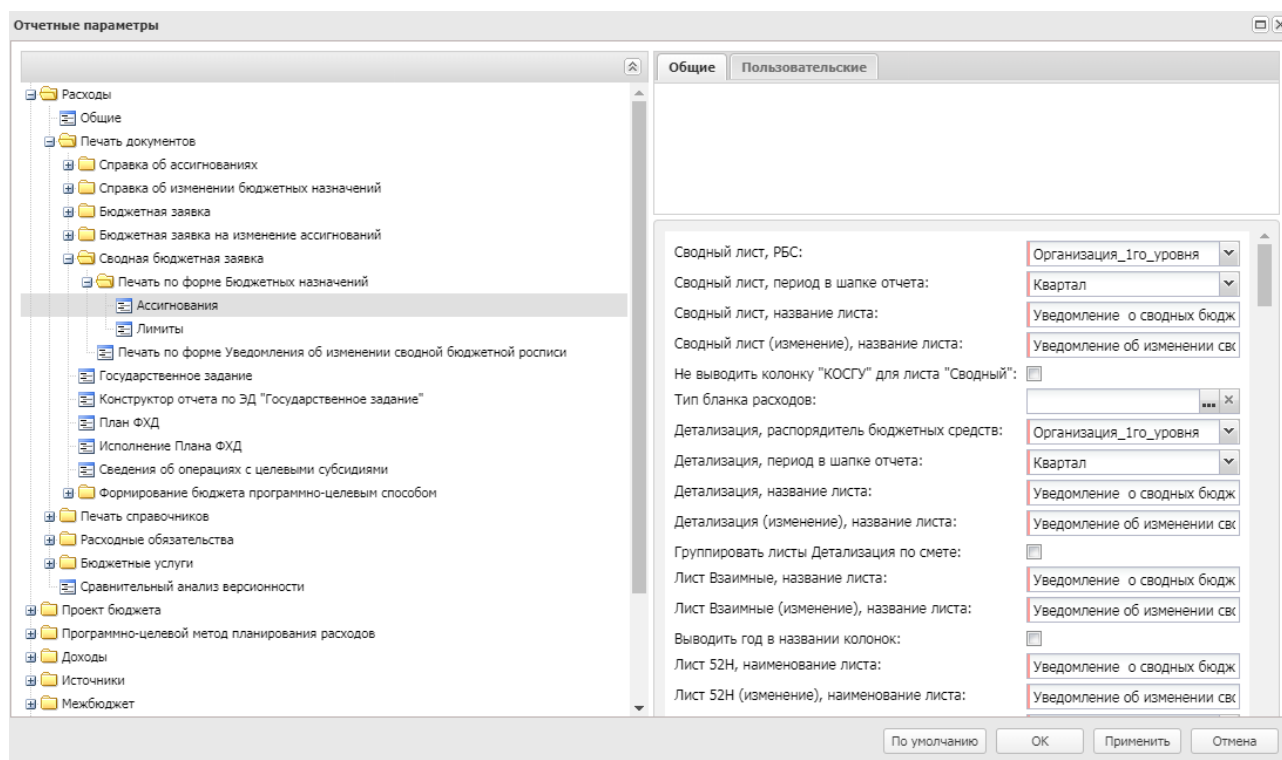 Отчетные параметры
Расходы
Общие
Печать документов
Справка об ассигнованиях
Справка об изменении бюджетных назначений
Бюджетная заявка
Бюджетная заявка на изменение ассигнований
Сводная бюджетная заявка
Печать по форме Бюджетных назначений
Ассигнования
Лимиты
Печать по форме Уведомления об изменении сводной бюджетной росписи
Государственное задание
Конструктор отчета по ЭД "Государственное задание"
План ФХД
Исполнение Плана ФХД
Сведения об операциях с целевыми субсидиями
Формирование бюджета программно-целевым способом
Печать справочников
Расходные обязательства
Бюджетные услуги
Сравнительный анализ версионности
Проект бюджета
Программно-целевой метод планирования расходов
Доходы
Источники
Межбюджет
Общие Пользовательские
Сводный лист, РБС: Организация_1го_уровня
Сводный лист, период в шапке отчета: Квартал
Сводный лист, название листа: Уведомление о сводных бюдж
Сводный лист (изменение), название листа: Уведомление об изменении сво
Не выводить колонку "КОСГУ" для листа "Сводный":
Тип бланка расходов: ...
Детализация, распорядитель бюджетных средств: Организация_1го_уровня
Детализация, период в шапке отчета: Квартал
Детализация, название листа: Уведомление о сводных бюдж
Детализация (изменение), название листа: Уведомление об изменении сво
Группировать листы Детализация по смете:
Лист Взаимные, название листа: Уведомление о сводных бюдж
Лист Взаимные (изменение), название листа: Уведомление об изменении сво
Выводить год в названии колонок:
Лист 52Н, наименование листа: Уведомление о сводных бюдж
Лист 52Н (изменение), наименование листа: Уведомление об изменении сво
По умолчанию ОК Применить Отмена